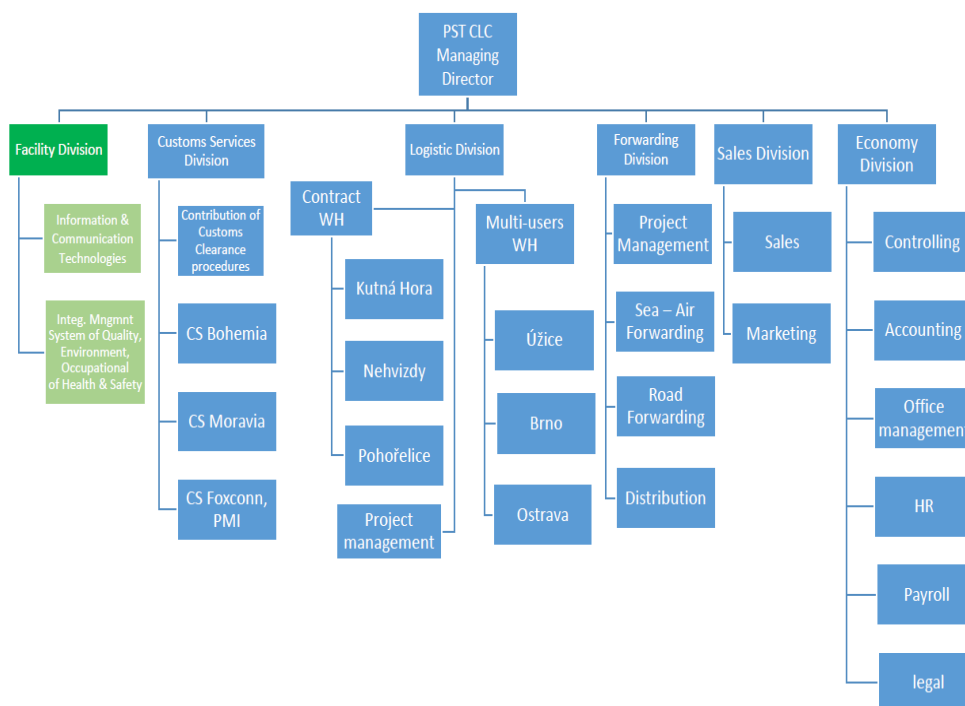 PST CLC
Managing
Director
Facility Division
Customs Services
Division
Logistic Division
Forwarding
Division
Sales Division
Economy
Division
Information &
Communication
Technologies
Integ. Mngmnt
System of Quality,
Environment,
Occupational
of Health & Safety
Contribution of
Customs
Clearance
procedures
CS Bohemia
CS Moravia
CS Foxconn,
PMI
Contract
WH
Kutná Hora
Nehvizdy
Pohořelice
Project
management
Multi-users
WH
Úžice
Brno
Ostrava
Project
Management
Sea – Air
Forwarding
Road
Forwarding
Distribution
Sales
Marketing
Controlling
Accounting
Office
management
HR
Payroll
legal